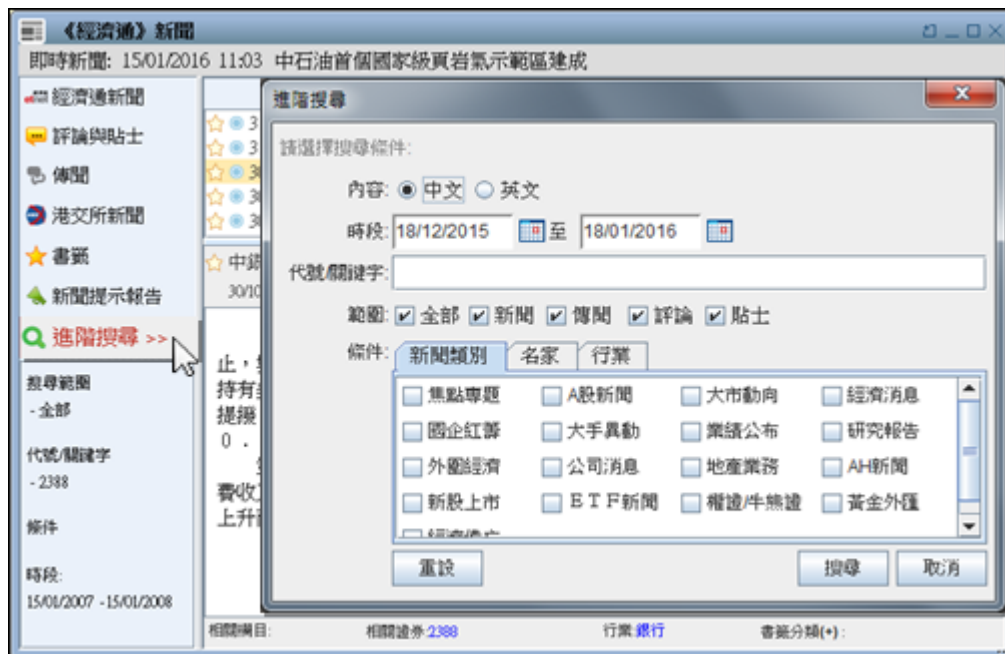 《經濟通》新聞
即時新聞: 15/01/2016 11:03 中石油首個國家級頁岩氣示範區建成
經濟通新聞
評論與貼士
傳聞
港交所新聞
書籤
新聞提示報告
進階搜尋 >>
搜尋範圍
- 全部
代號/關鍵字
- 2388
條件
時段:
15/01/2007 - 15/01/2008
3
3
30
30
30
中銀
30/10
止，
持有
提撥
0 .
費收
上升
進階搜尋
請選擇搜尋條件:
內容: 中文 英文
時段: 18/12/2015 至 18/01/2016
代號/關鍵字:
範圍: 全部 新聞 傳聞 評論 貼士
條件: 新聞類別 名家 行業
焦點專題 A股新聞 大市動向 經濟消息
國企紅籌 大手異動 業績公布 研究報告
外圍經濟 公司消息 地產業務 AH新聞
新股上市 ETF新聞 權證/牛熊證 黃金外匯
重設 搜尋 取消
相關欄目: 相關證券:2388 行業:銀行 書籤分類(+) :